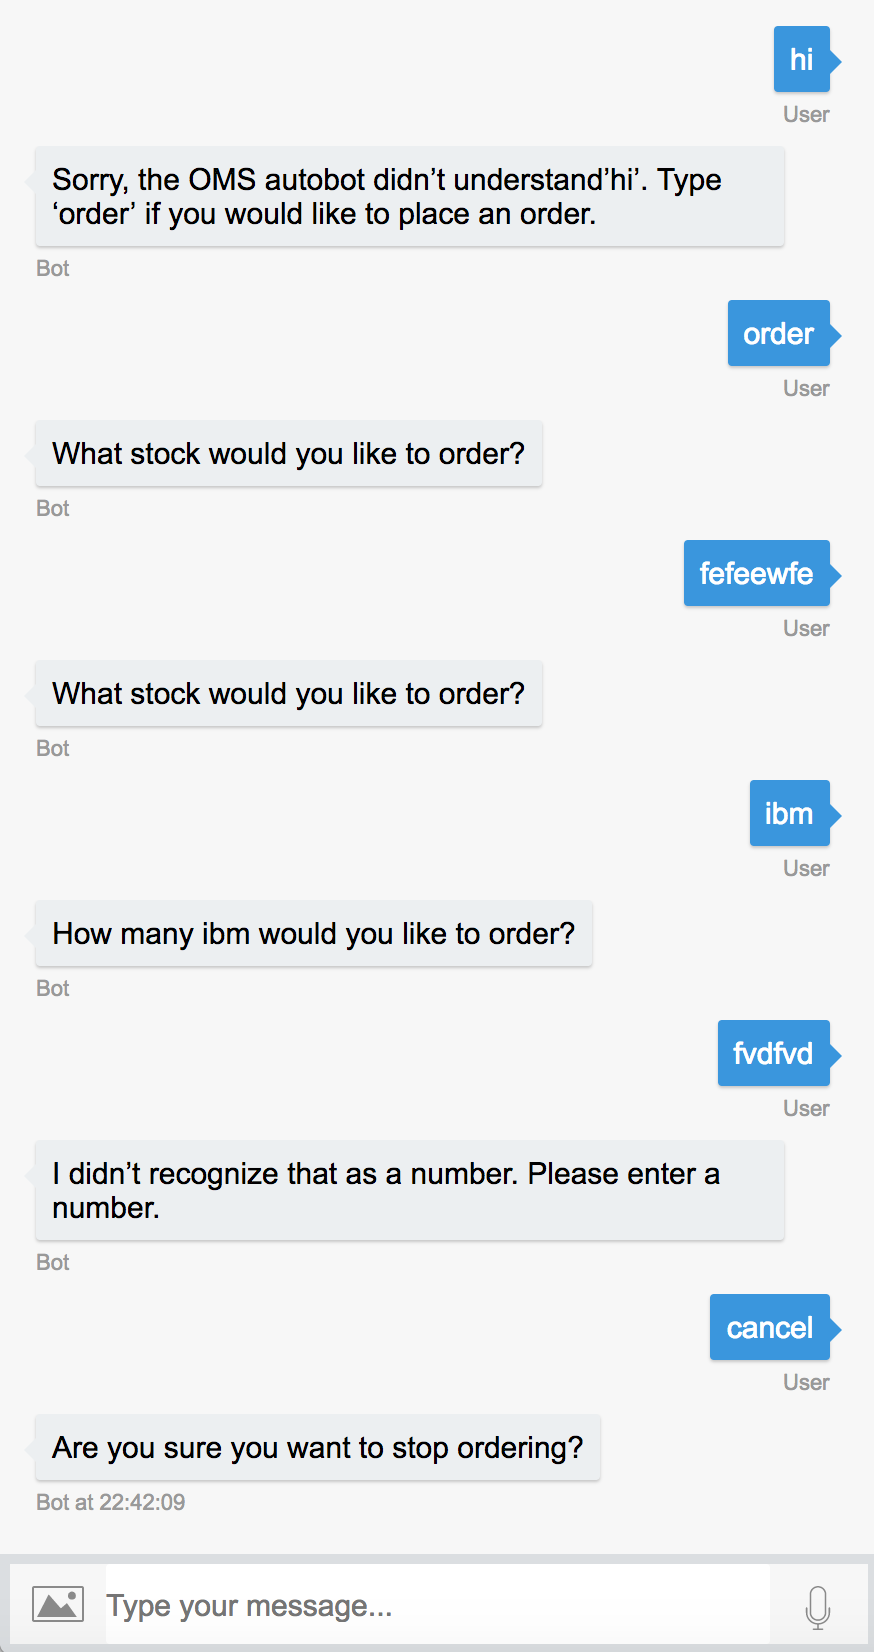 hi
User
Sorry, the OMS autobot didn’t understand’hi’. Type
‘order’ if you would like to place an order.
Bot
order
User
What stock would you like to order?
Bot
fefeewfe
User
What stock would you like to order?
Bot
ibm
User
How many ibm would you like to order?
Bot
fvdfvd
User
I didn’t recognize that as a number. Please enter a
number.
Bot
cancel
User
Are you sure you want to stop ordering?
Bot at 22:42:09
Type your message...